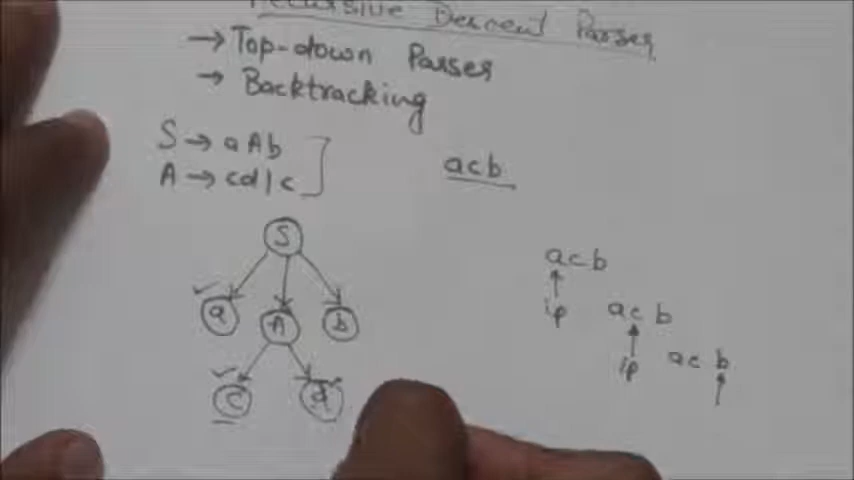 Recursive Descent Parser
→ Top-down Parser
→ Backtracking
S → aAb
A → cd|c
acb
S
a A b
c d
acb
ip
acb
ip
acb